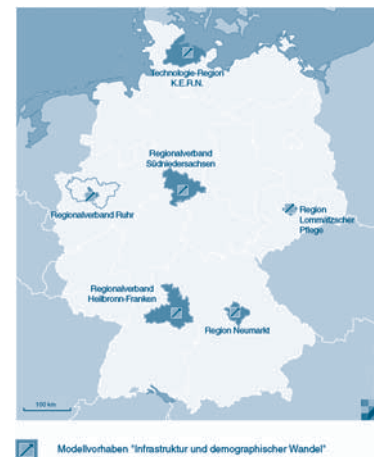 Technologie-Region
K.E.R.N.
Regionalverband
Südniedersachsen
Regionalverband Ruhr
Region
Lommatzscher
Pflege
Regionalverband
Heilbronn-Franken
Region Neumarkt
100 km
Modellvorhaben "Infrastruktur und demographischer Wandel"